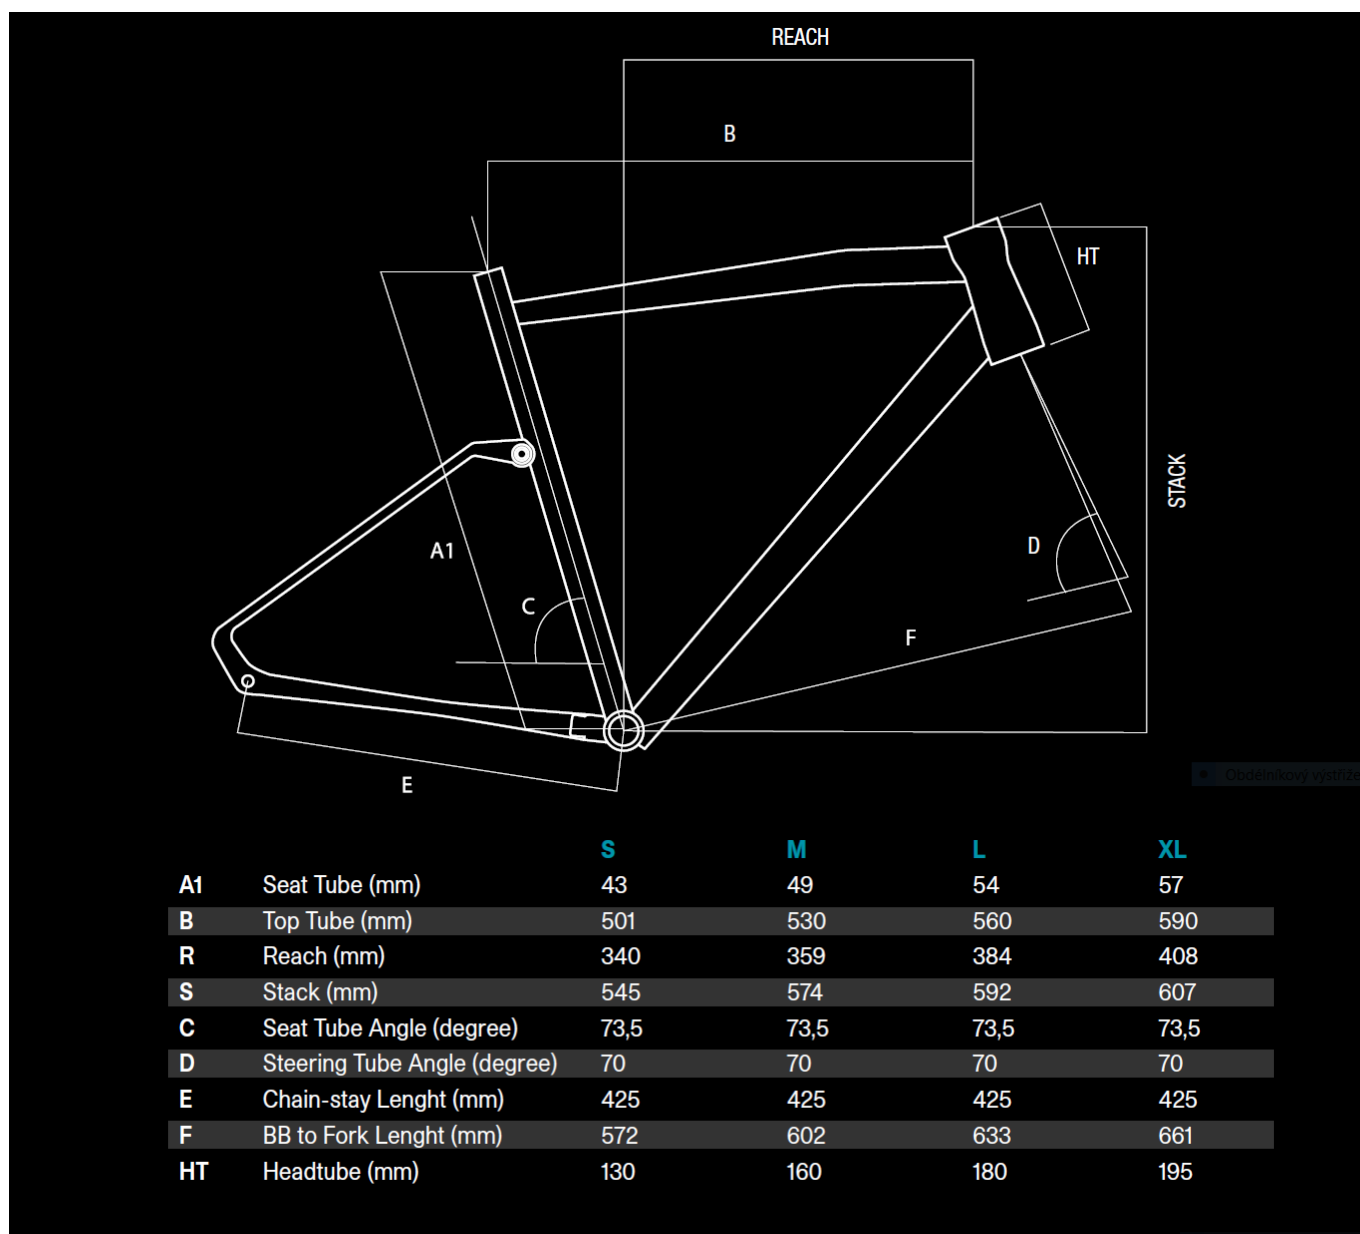 REACH
B
HT
STACK
A1
D
C
F
E
Obdélníkový výstřiže
S M L XL
A1 Seat Tube (mm) 43 49 54 57
B Top Tube (mm) 501 530 560 590
R Reach (mm) 340 359 384 408
S Stack (mm) 545 574 592 607
C Seat Tube Angle (degree) 73,5 73,5 73,5 73,5
D Steering Tube Angle (degree) 70 70 70 70
E Chain-stay Lenght (mm) 425 425 425 425
F BB to Fork Lenght (mm) 572 602 633 661
HT Headtube (mm) 130 160 180 195